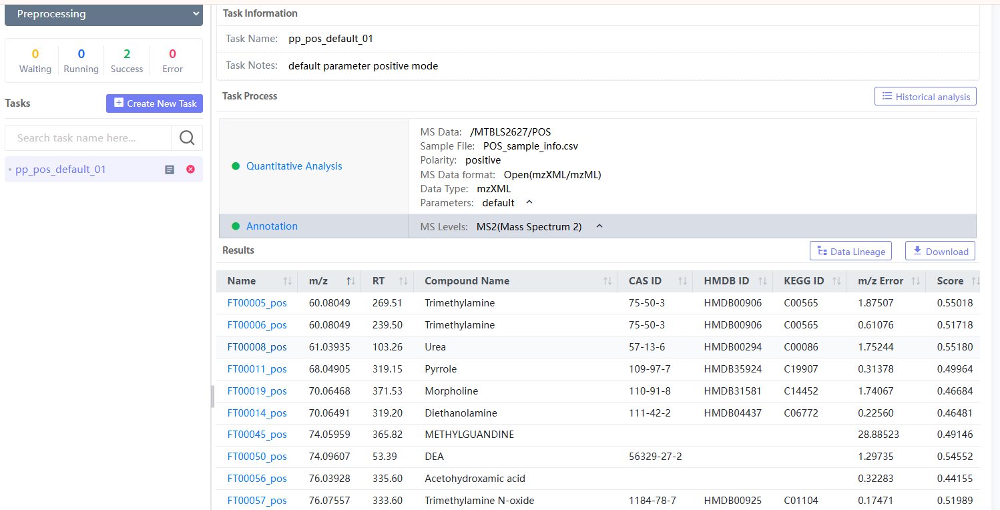 Preprocessing
0 0 2 0
Waiting Running Success Error
Tasks Create New Task
Search task name here...
pp_pos_default_01
Task Information
Task Name: pp_pos_default_01
Task Notes: default parameter positive mode
Task Process Historical analysis
Quantitative Analysis
MS Data: /MTBLS2627/POS
Sample File: POS_sample_info.csv
Polarity: positive
MS Data format: Open(mzXML/mzML)
Data Type: mzXML
Parameters: default
Annotation MS Levels: MS2(Mass Spectrum 2)
Results Data Lineage Download
Name m/z RT Compound Name CAS ID HMDB ID KEGG ID m/z Error Score
FT00005_pos 60.08049 269.51 Trimethylamine 75-50-3 HMDB00906 C00565 1.87507 0.55018
FT00006_pos 60.08049 239.50 Trimethylamine 75-50-3 HMDB00906 C00565 0.61076 0.51718
FT00008_pos 61.03935 103.26 Urea 57-13-6 HMDB00294 C00086 1.75244 0.55180
FT00011_pos 68.04905 319.15 Pyrrole 109-97-7 HMDB35924 C19907 0.31378 0.49964
FT00019_pos 70.06468 371.53 Morpholine 110-91-8 HMDB31581 C14452 1.74067 0.46684
FT00014_pos 70.06491 319.20 Diethanolamine 111-42-2 HMDB04437 C06772 0.22560 0.46481
FT00045_pos 74.05959 365.82 METHYLGUANDINE 28.88523 0.49146
FT00050_pos 74.09607 53.39 DEA 56329-27-2 1.29735 0.54552
FT00056_pos 76.03928 335.60 Acetohydroxamic acid 0.32283 0.44155
FT00057_pos 76.07557 333.60 Trimethylamine N-oxide 1184-78-7 HMDB00925 C01104 0.17471 0.51989